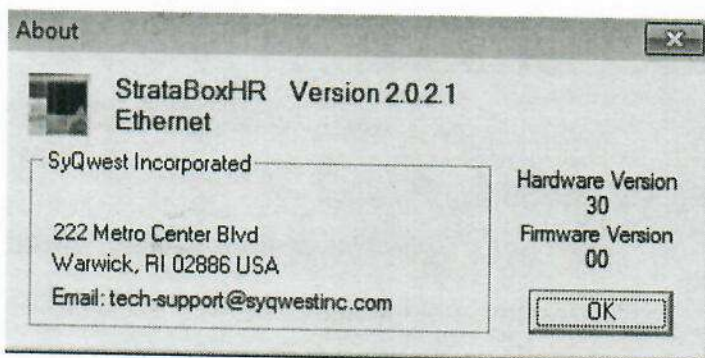 About
StrataBoxHR Version 2.0.2.1
Ethernet
SyQwest Incorporated
222 Metro Center Blvd
Warwick, RI 02886 USA
Email: tech-support@syqwestinc.com
Hardware Version
30
Firmware Version
00
OK